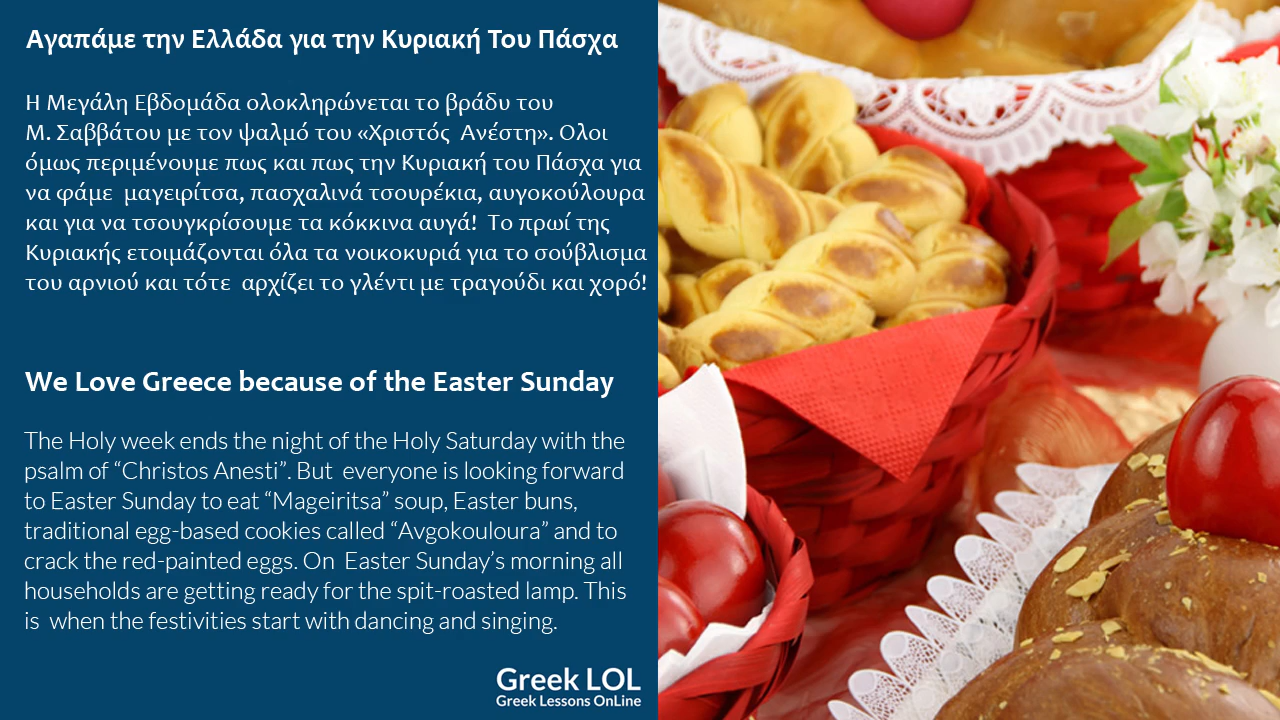 Αγαπάμε την Ελλάδα για την Κυριακή Του Πάσχα
Η Μεγάλη Εβδομάδα ολοκληρώνεται το βράδυ του
Μ. Σαββάτου με τον ψαλμό του «Χριστός  Ανέστη». Ολοι
όμως περιμένουμε πως και πως την Κυριακή του Πάσχα για
να φάμε  μαγειρίτσα, πασχαλινά τσουρέκια, αυγοκούλουρα
και για να τσουγκρίσουμε τα κόκκινα αυγά!  Το πρωί της
Κυριακής ετοιμάζονται όλα τα νοικοκυριά για το σούβλισμα
του αρνιού και τότε  αρχίζει το γλέντι με τραγούδι και χορό!
We Love Greece because of the Easter Sunday
The Holy week ends the night of the Holy Saturday with the
psalm of “Christos Anesti”. But  everyone is looking forward
to Easter Sunday to eat “Mageiritsa” soup, Easter buns,
traditional egg-based cookies called “Avgokouloura” and to
crack the red-painted eggs. On  Easter Sunday’s morning all
households are getting ready for the spit-roasted lamp. This
is  when the festivities start with dancing and singing.
Greek LOL
Greek Lessons OnLine